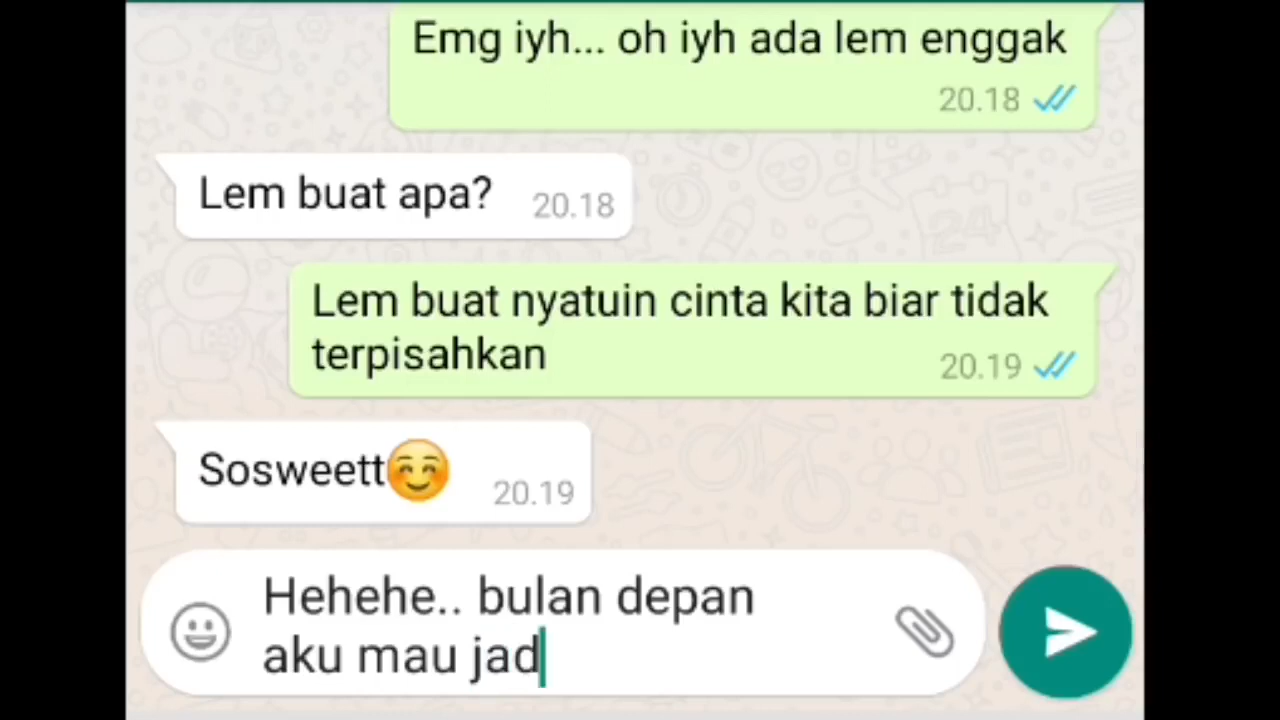 Emg iyh... oh iyh ada lem enggak
20.18
Lem buat apa? 20.18
Lem buat nyatuin cinta kita biar tidak
terpisahkan 20.19
Sosweett☺️ 20.19
Hehehe.. bulan depan
aku mau jad